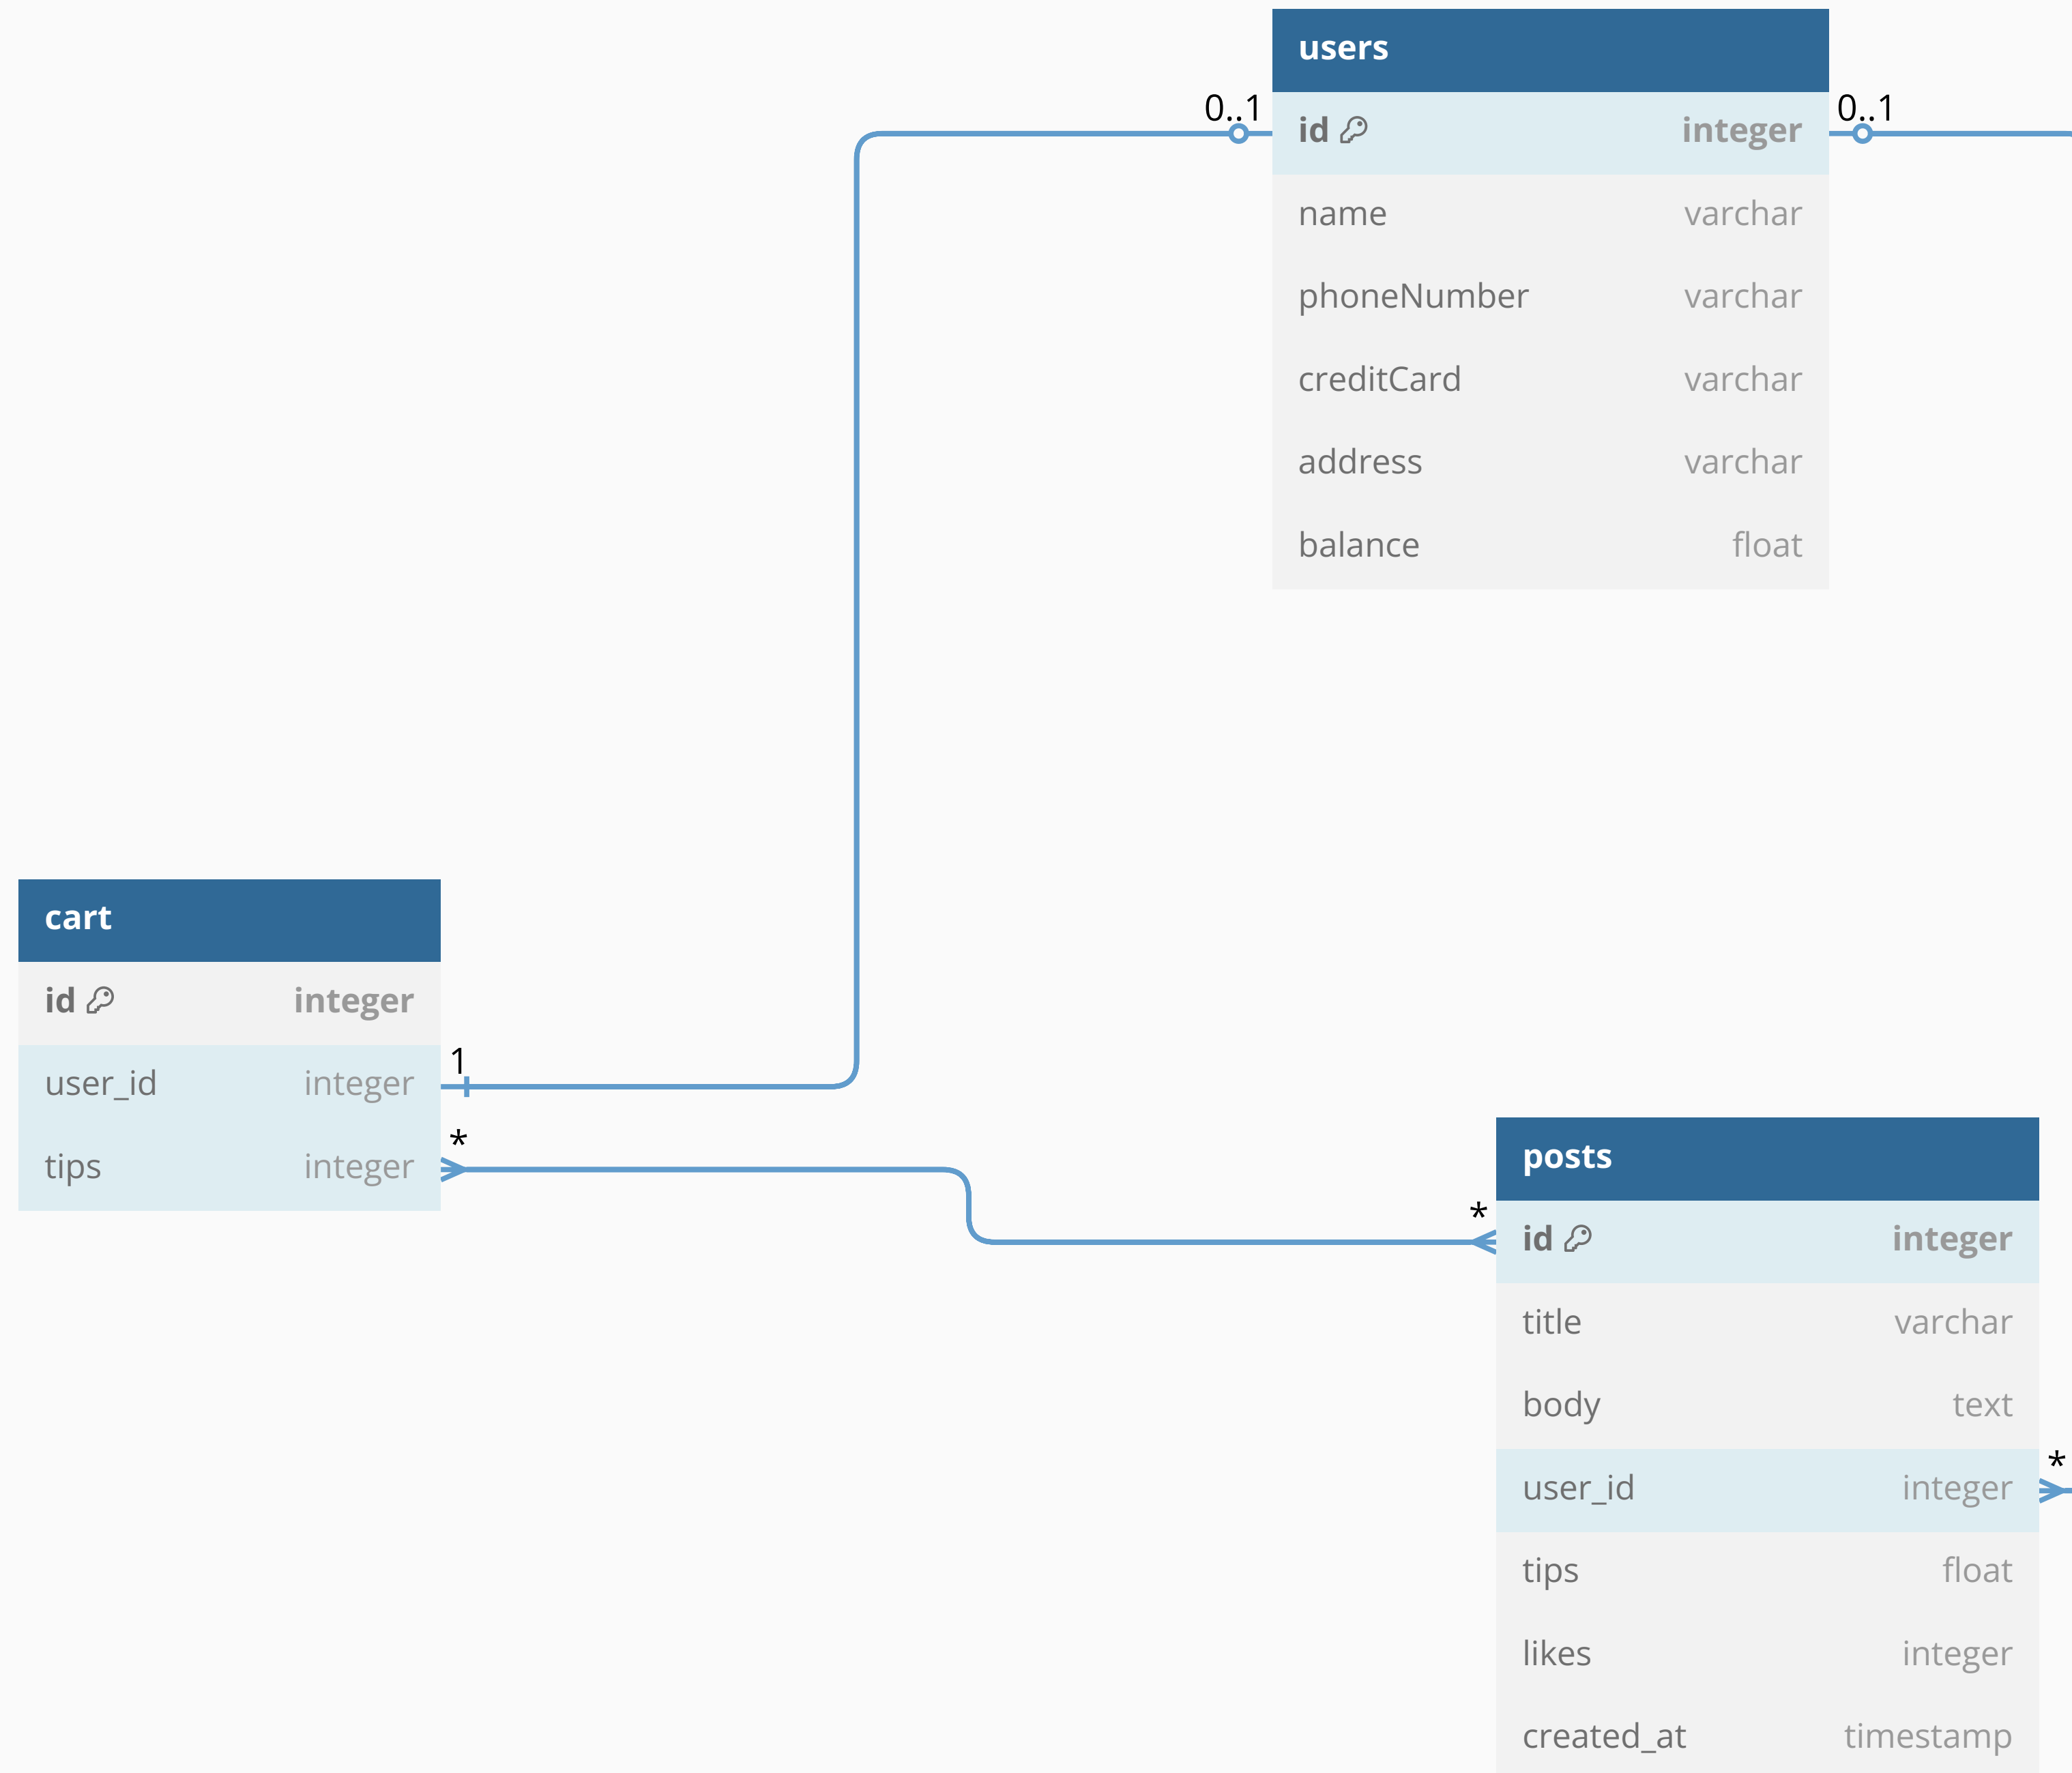 users
0..1
id integer
0..1
name varchar
phoneNumber varchar
creditCard varchar
address varchar
balance float
cart
id integer
1
user_id integer
*
tips integer
posts
*
id integer
title varchar
body text
*
user_id integer
tips float
likes integer
created_at timestamp